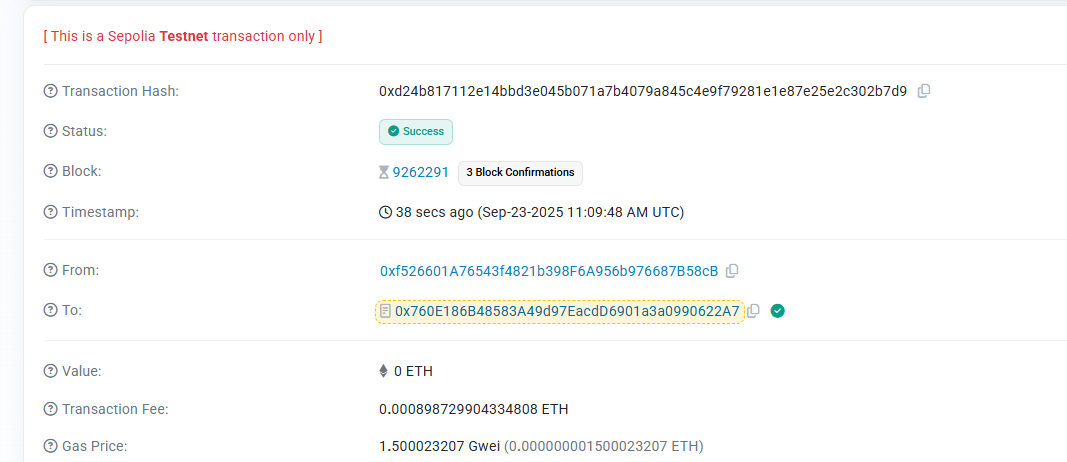 [ This is a Sepolia Testnet transaction only ]
Transaction Hash: 0xd24b817112e14bbd3e045b071a7b4079a845c4e9f79281e1e87e25e2c302b7d9
Status: Success
Block: 9262291 3 Block Confirmations
Timestamp: 38 secs ago (Sep-23-2025 11:09:48 AM UTC)
From: 0xf526601A76543f4821b398F6A956b976687B58cB
To: 0x760E186B48583A49d97EacdD6901a3a0990622A7
Value: 0 ETH
Transaction Fee: 0.000898729904334808 ETH
Gas Price: 1.500023207 Gwei (0.000000001500023207 ETH)